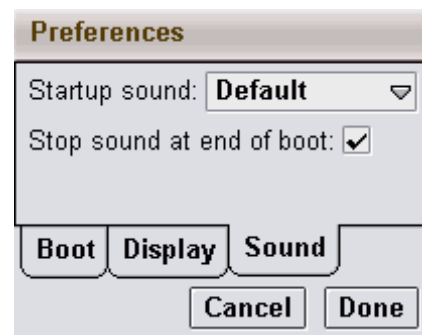 Preferences
Startup sound: Default
Stop sound at end of boot:
Boot Display Sound
Cancel Done